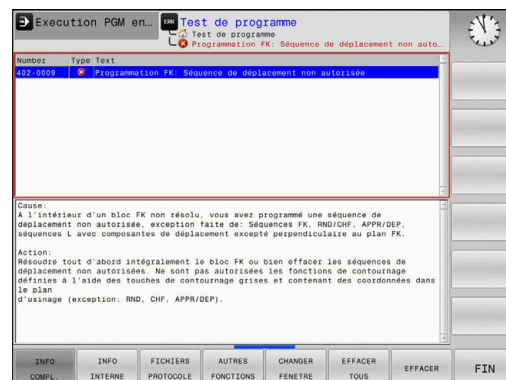 Execution PGM en... ERR Test de programme
Test de programme
Programmation FK: Séquence de déplacement non auto…
Number Type Text
402-0009 Programmation FK: Séquence de déplacement non autorisée
Cause:
A l'intérieur d'un bloc FK non résolu, vous avez programmé une séquence de
déplacement non autorisée, exception faite de: Séquences FK, RND/CHF, APPR/DEP,
séquences L avec composantes de déplacement excepté perpendiculaire au plan FK.
Action:
Résoudre tout d'abord intégralement le bloc FK ou bien effacer les séquences de
déplacement non autorisées. Ne sont pas autorisées les fonctions de contournage
définies à l'aide des touches de contournage grises et contenant des coordonnées dans
le plan
d'usinage (exception: RND, CHF, APPR/DEP).
INFO COMPL.
INFO INTERNE
FICHIERS PROTOCOLE
AUTRES FONCTIONS
CHANGER FENETRE
EFFACER TOUS
EFFACER
FIN